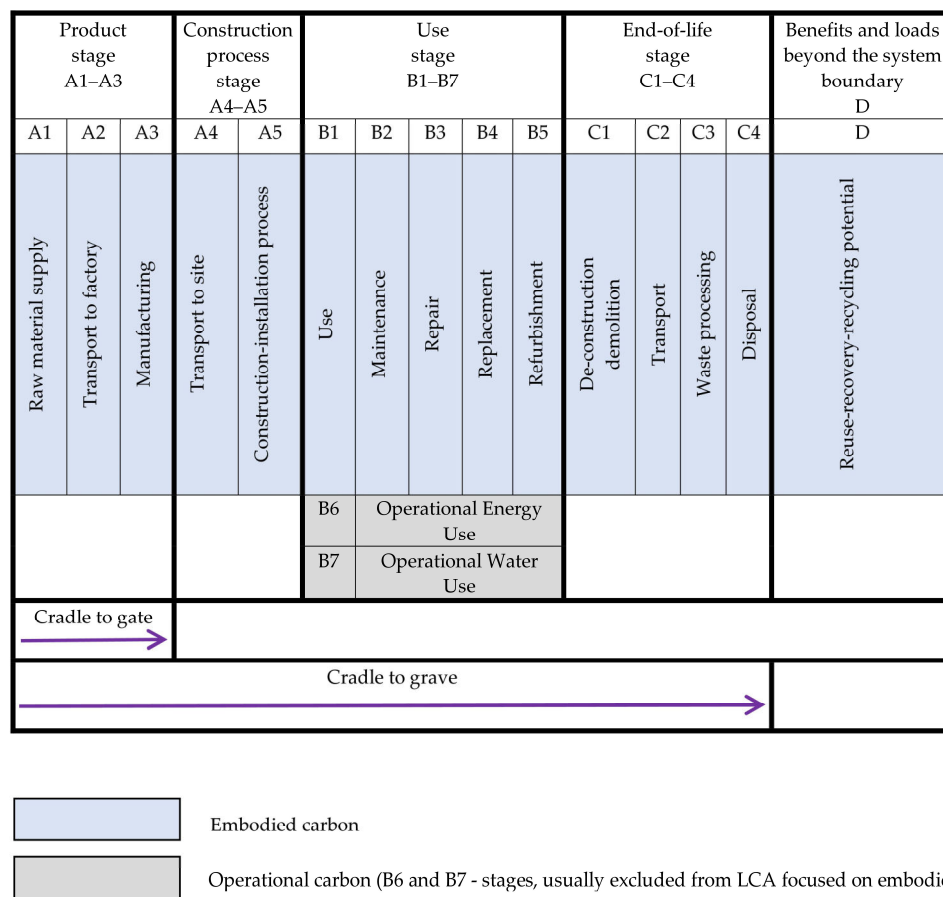 Product
stage
A1–A3
Construction
process
stage
A4–A5
Use
stage
B1–B7
End-of-life
stage
C1–C4
Benefits and loads
beyond the system
boundary
D
A1
A2
A3
A4
A5
B1
B2
B3
B4
B5
C1
C2
C3
C4
D
Raw material supply
Transport to factory
Manufacturing
Transport to site
Construction-installation process
Use
Maintenance
Repair
Replacement
Refurbishment
De-construction
demolition
Transport
Waste processing
Disposal
Reuse-recovery-recycling potential
B6
Operational Energy
Use
B7
Operational Water
Use
Cradle to gate
Cradle to grave
Embodied carbon
Operational carbon (B6 and B7 - stages, usually excluded from LCA focused on